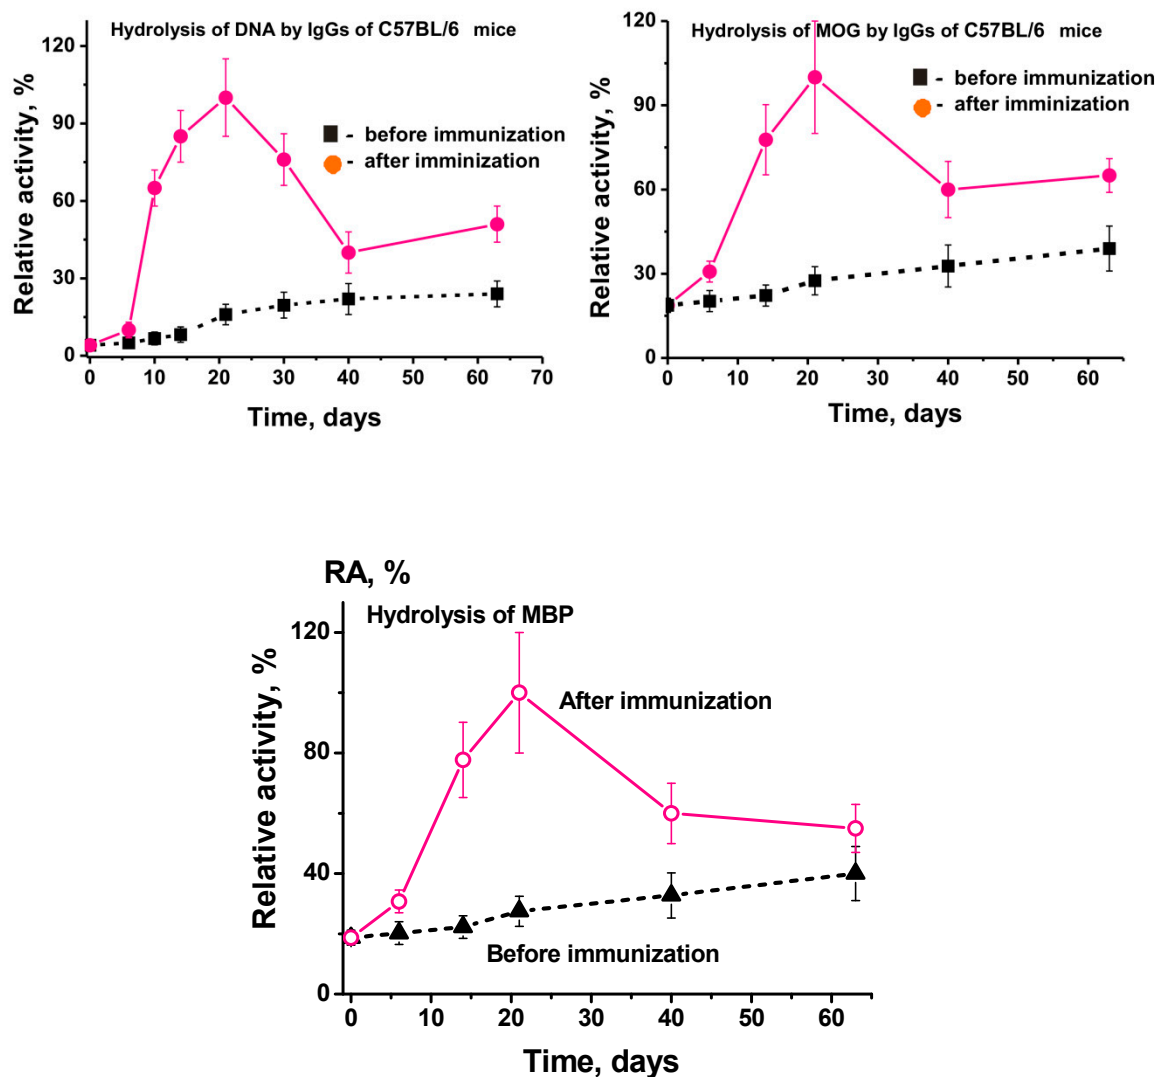 Hydrolysis of DNA by IgGs of C57BL/6 mice
Relative activity, %
120
90
60
30
0
- before immunization
- after imminization
0 10 20 30 40 50 60 70
Time, days
Hydrolysis of MOG by IgGs of C57BL/6 mice
Relative activity, %
120
90
60
30
0
- before immunization
- after imminization
0 10 20 30 40 50 60
Time, days
RA, %
Hydrolysis of MBP
Relative activity, %
120
80
40
0
After immunization
Before immunization
0 10 20 30 40 50 60
Time, days